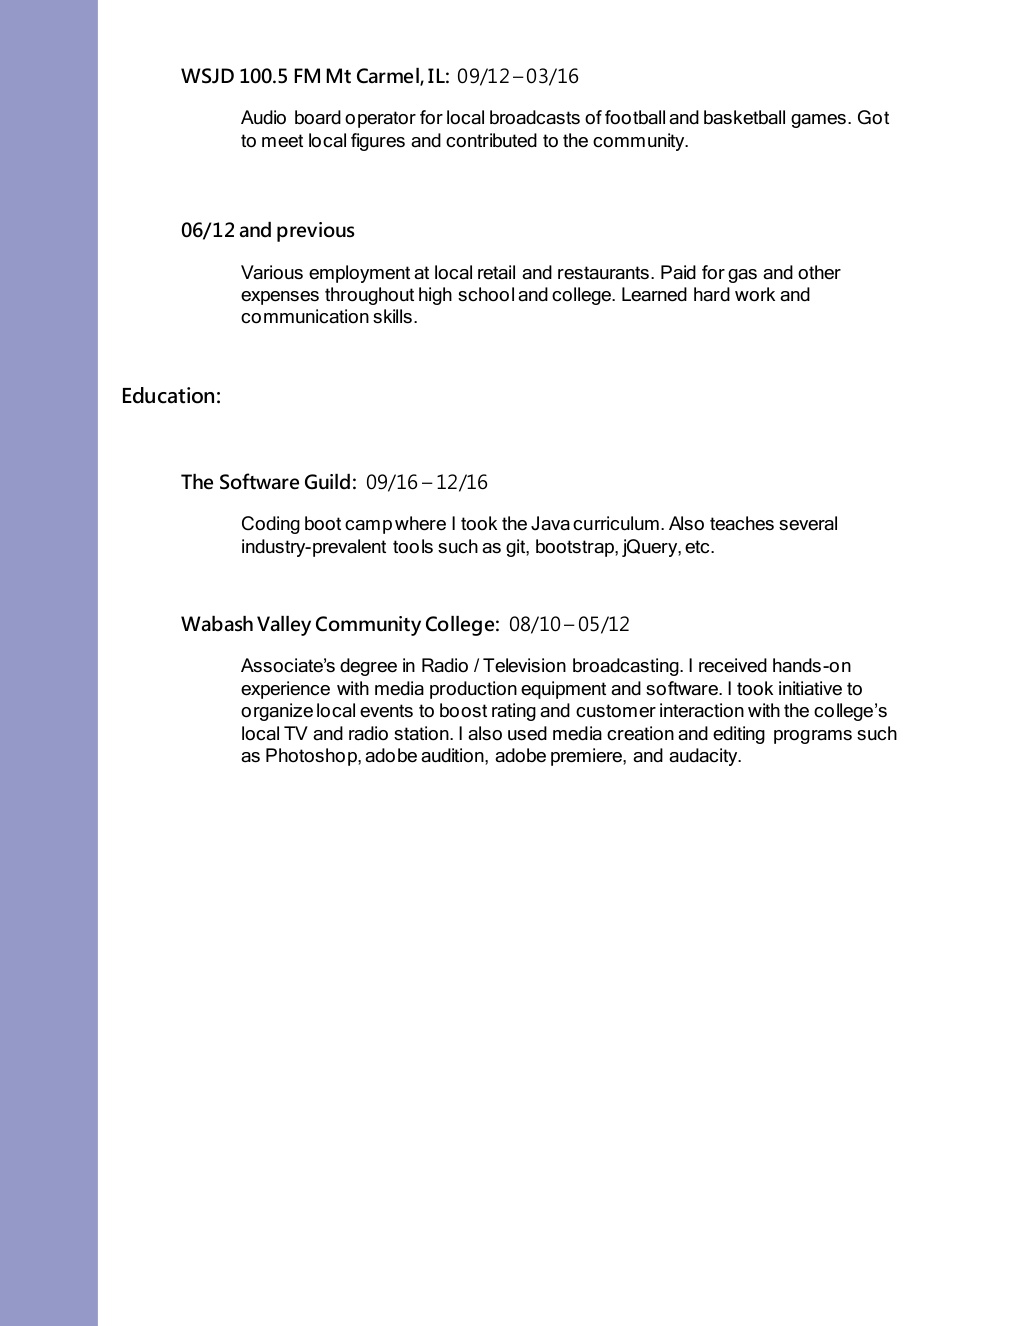 WSJD 100.5 FM Mt Carmel, IL: 09/12 – 03/16
Audio board operator for local broadcasts of football and basketball games. Got
to meet local figures and contributed to the community.
06/12 and previous
Various employment at local retail and restaurants. Paid for gas and other
expenses throughout high school and college. Learned hard work and
communication skills.
Education:
The Software Guild: 09/16 – 12/16
Coding boot camp where I took the Java curriculum. Also teaches several
industry-prevalent tools such as git, bootstrap, jQuery, etc.
Wabash Valley Community College: 08/10 – 05/12
Associate’s degree in Radio / Television broadcasting. I received hands-on
experience with media production equipment and software. I took initiative to
organize local events to boost rating and customer interaction with the college’s
local TV and radio station. I also used media creation and editing programs such
as Photoshop, adobe audition, adobe premiere, and audacity.